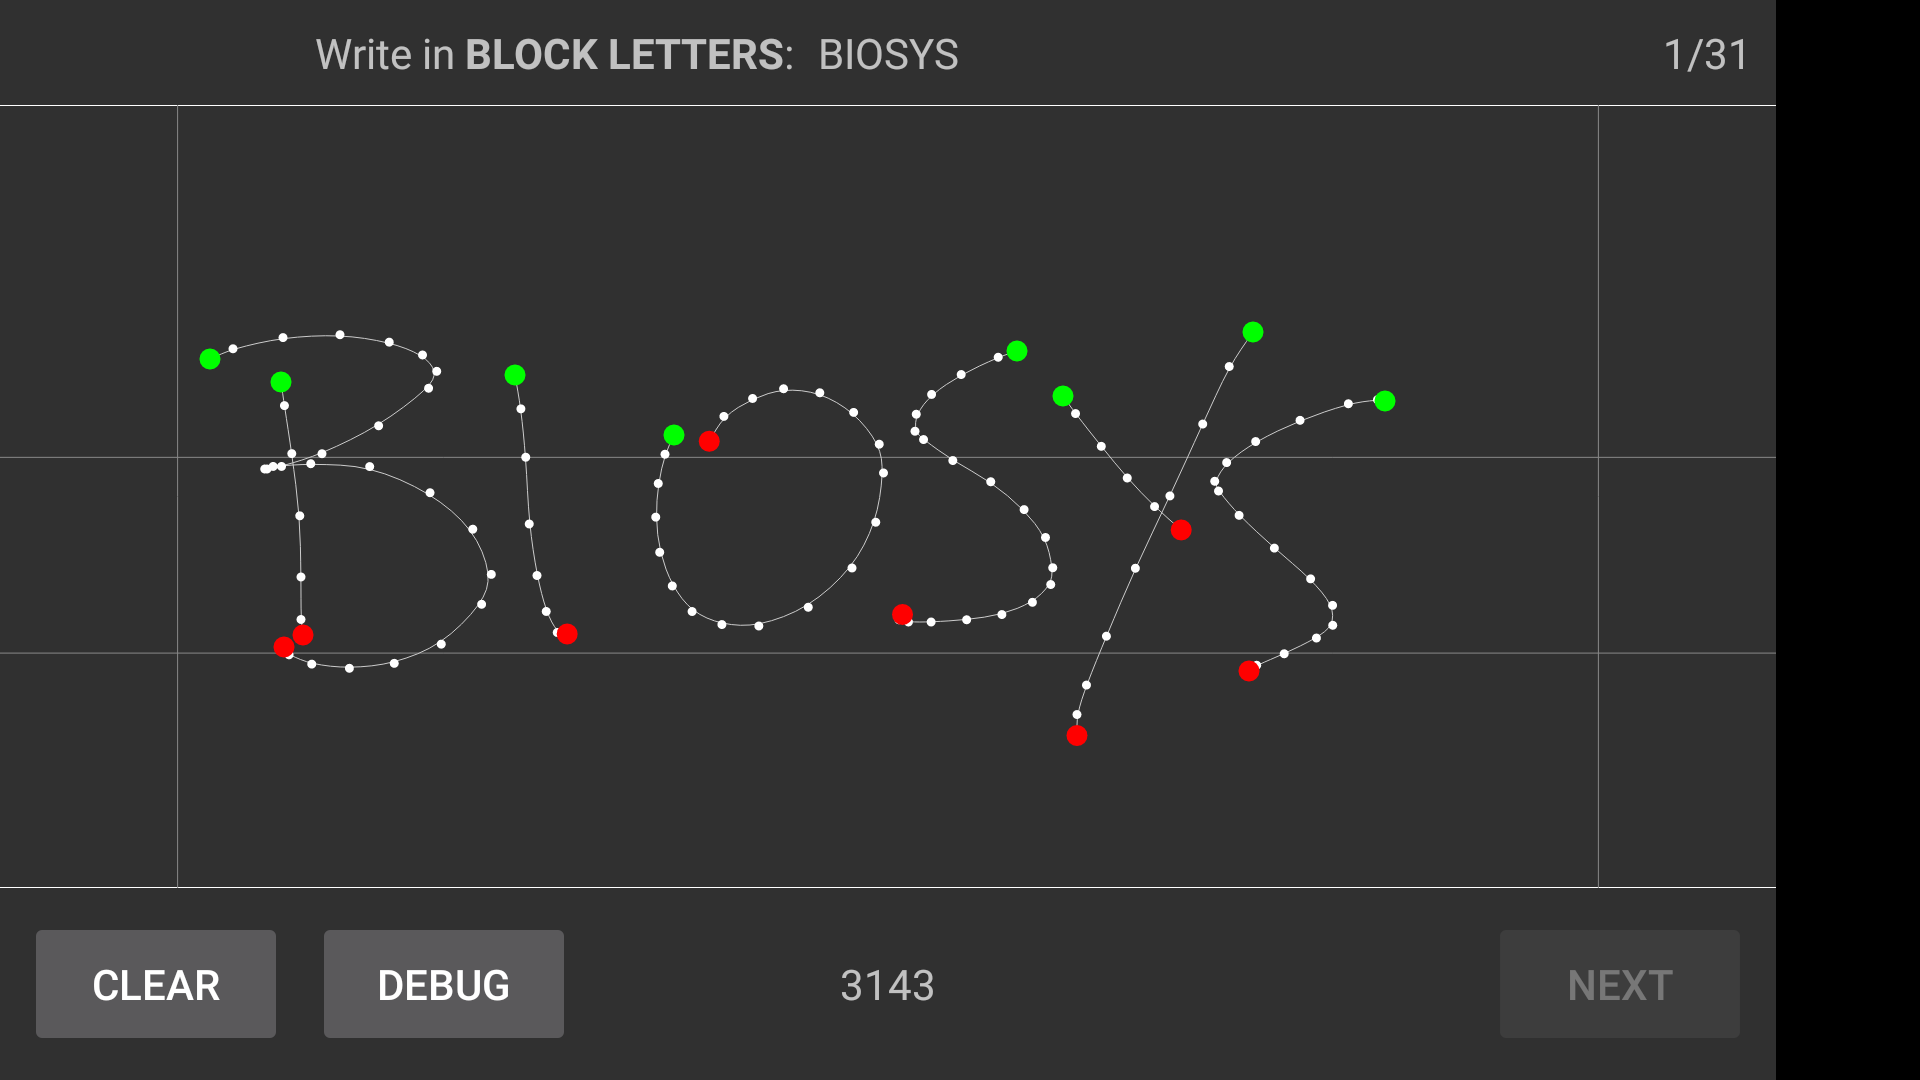 Write in BLOCK LETTERS: BIOSYS
1/31
BIOSYS
CLEAR
DEBUG
3143
NEXT